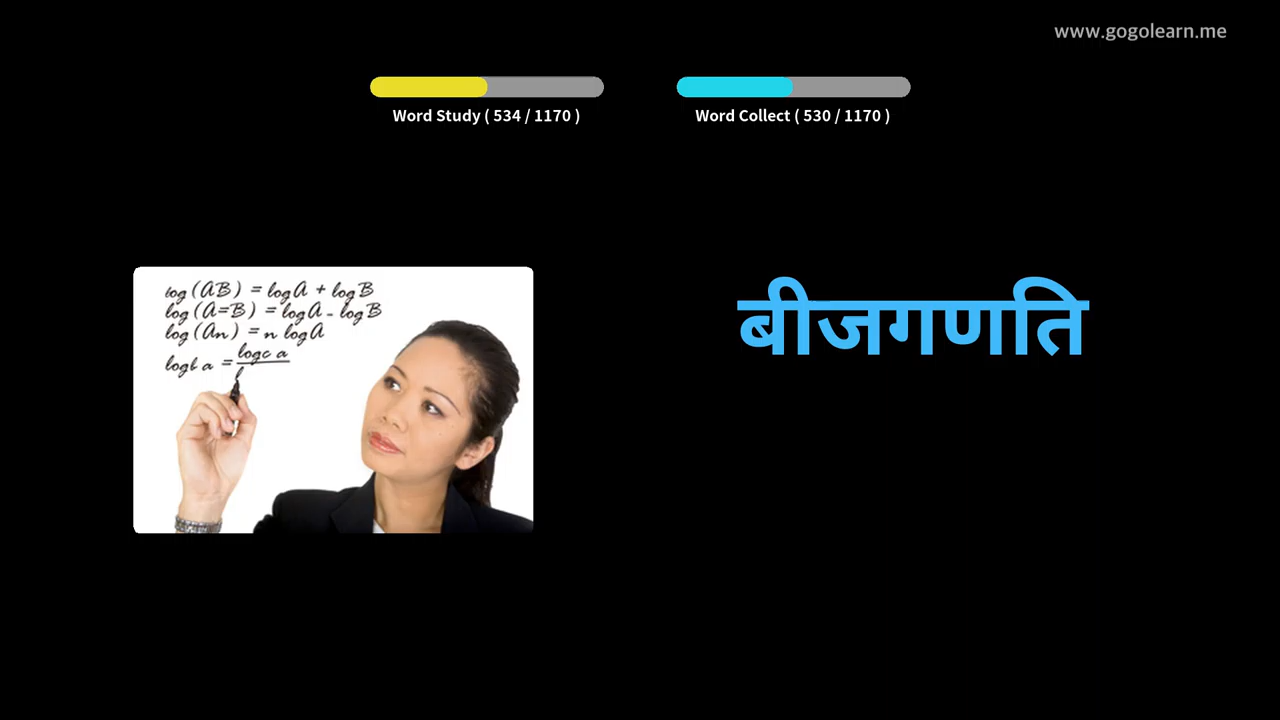 www.gogolearn.me
Word Study ( 534 / 1170 )
Word Collect ( 530 / 1170 )
log (AB) = log A + log B
log (A=B) = log A - log B
log (An) = n log A
logb a = logc a
बीजगणति